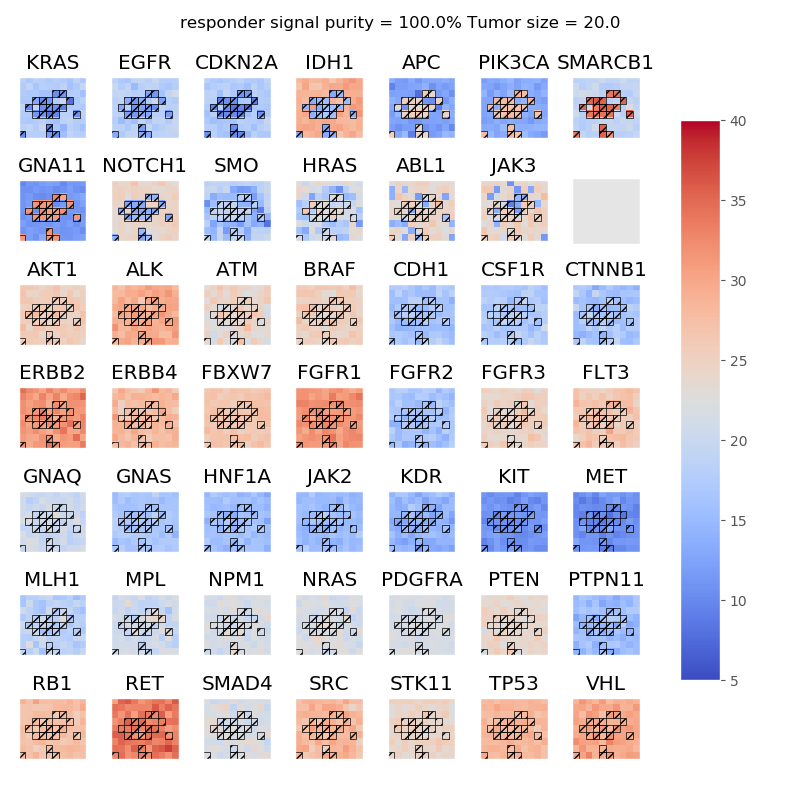 responder signal purity = 100.0% Tumor size = 20.0
KRAS EGFR CDKN2A IDH1 APC PIK3CA SMARCB1
GNA11 NOTCH1 SMO HRAS ABL1 JAK3
AKT1 ALK ATM BRAF CDH1 CSF1R CTNNB1
ERBB2 ERBB4 FBXW7 FGFR1 FGFR2 FGFR3 FLT3
GNAQ GNAS HNF1A JAK2 KDR KIT MET
MLH1 MPL NPM1 NRAS PDGFRA PTEN PTPN11
RB1 RET SMAD4 SRC STK11 TP53 VHL
40
35
30
25
20
15
10
5